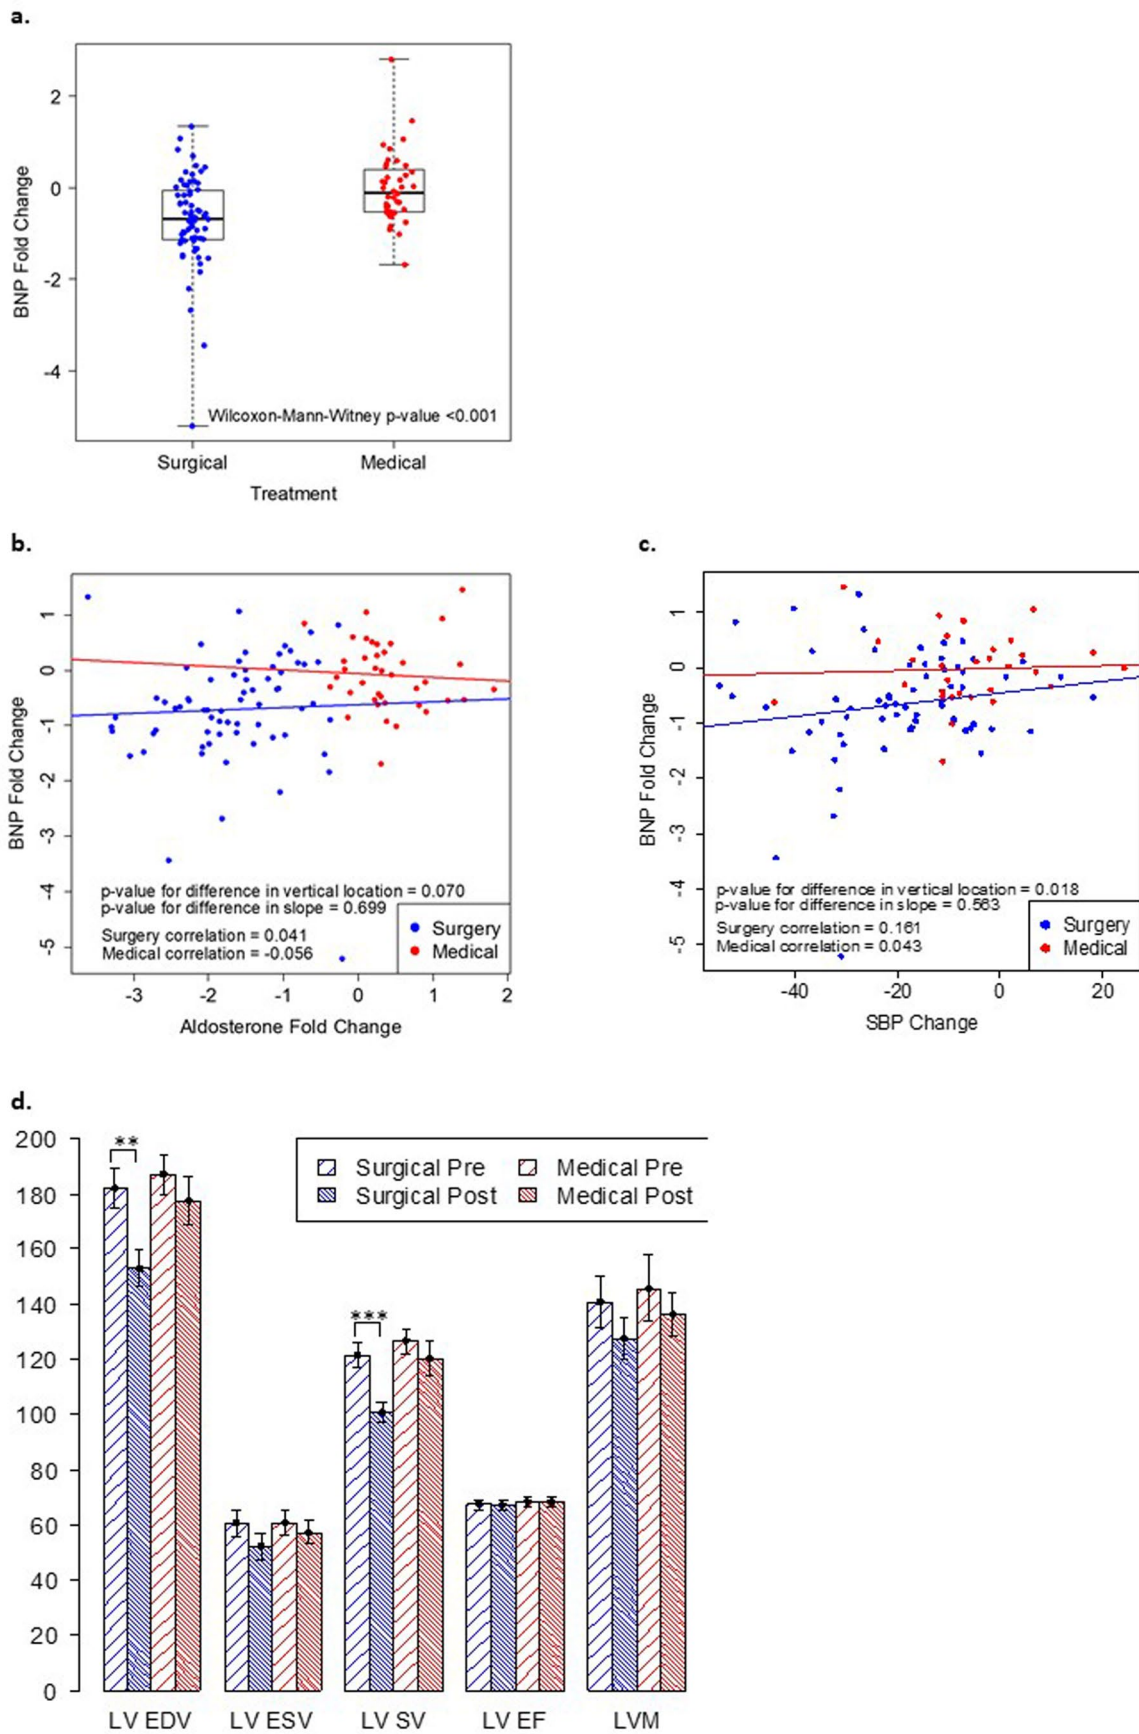 a.
BNP Fold Change
2
0
-2
-4
Wilcoxon-Mann-Witney p-value <0.001
Surgical Medical
Treatment
b.
BNP Fold Change
1
0
-1
-2
-3
-4
-5
p-value for difference in vertical location = 0.070
p-value for difference in slope = 0.699
Surgery correlation = 0.041
Medical correlation = -0.056
Surgery
Medical
-3 -2 -1 0 1 2
Aldosterone Fold Change
c.
BNP Fold Change
1
0
-1
-2
-3
-4
-5
p-value for difference in vertical location = 0.018
p-value for difference in slope = 0.563
Surgery correlation = 0.161
Medical correlation = 0.043
Surgery
Medical
-40 -20 0 20
SBP Change
d.
200
180
160
140
120
100
80
60
40
20
0
**
***
Surgical Pre Medical Pre
Surgical Post Medical Post
LV EDV LV ESV LV SV LV EF LVM